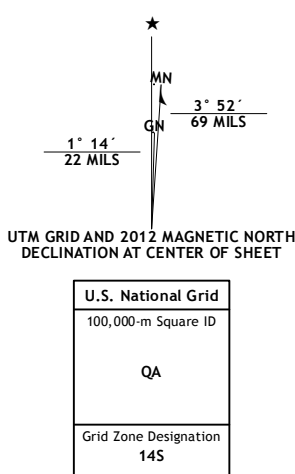 ★
MN
GN
3° 52´
69 MILS
1° 14´
22 MILS
UTM GRID AND 2012 MAGNETIC NORTH
DECLINATION AT CENTER OF SHEET
U.S. National Grid
100,000-m Square ID
QA
Grid Zone Designation
14S